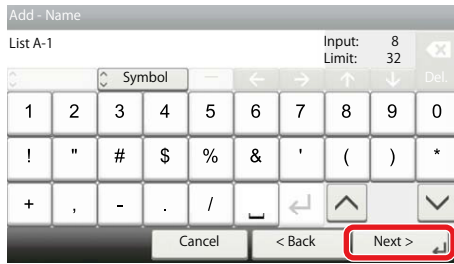 Add - Name
List A-1
Input: 8
Limit: 32
Symbol
Del.
1 2 3 4 5 6 7 8 9 0
! " # $ % & ' ( ) *
+ , - . /
Cancel < Back Next >